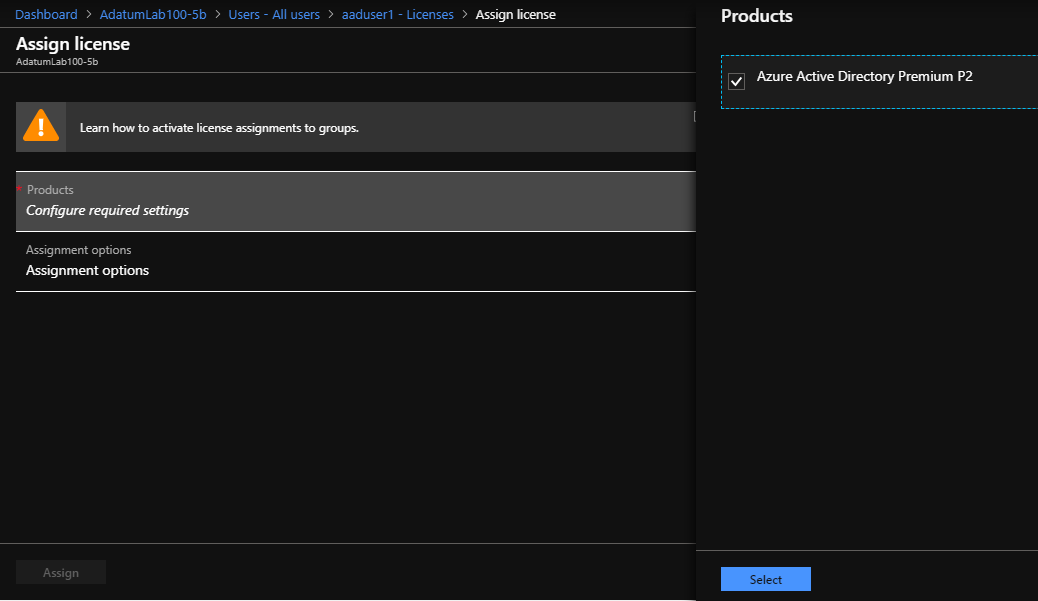 Dashboard > AdatumLab100-5b > Users - All users > aaduser1 - Licenses > Assign license
Assign license
AdatumLab100-5b
Learn how to activate license assignments to groups.
* Products
Configure required settings
Assignment options
Assignment options
Assign
Products
Azure Active Directory Premium P2
Select